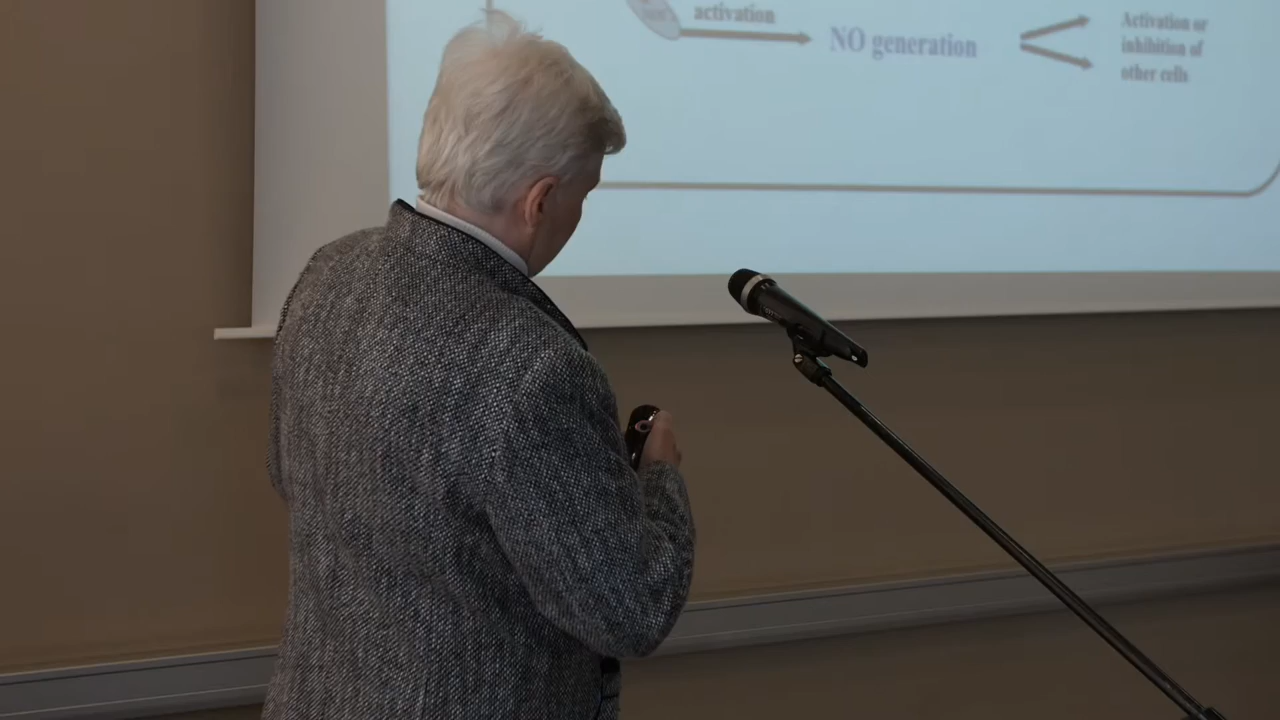 activation
NO generation
Activation or
inhibition of
other cells